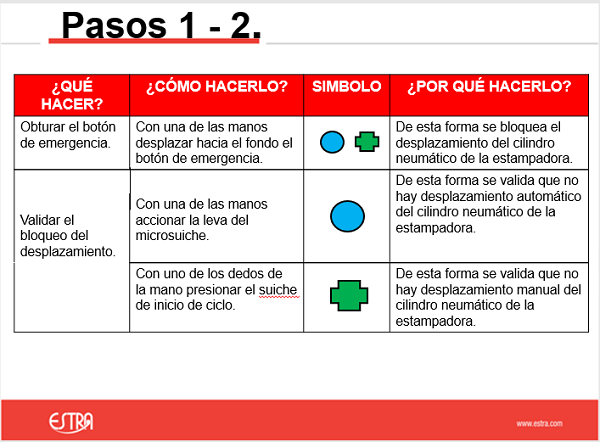 Pasos 1 - 2.
¿QUÉ
HACER?
¿CÓMO HACERLO?
SIMBOLO
¿POR QUÉ HACERLO?
Obturar el botón
de emergencia.
Con una de las manos
desplazar hacia el fondo el
botón de emergencia.
De esta forma se bloquea el
desplazamiento del cilindro
neumático de la estampadora.
Validar el
bloqueo del
desplazamiento.
Con una de las manos
accionar la leva del
microsuiche.
De esta forma se valida que no
hay desplazamiento automático
del cilindro neumático de la
estampadora.
Con uno de los dedos de
la mano presionar el suiche
de inicio de ciclo.
De esta forma se valida que no
hay desplazamiento manual del
cilindro neumático de la
estampadora.
ESTRA
www.estra.com